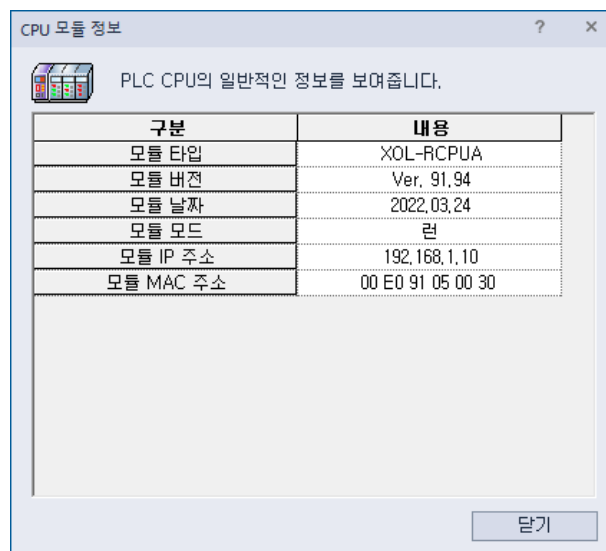 CPU 모듈 정보
PLC CPU의 일반적인 정보를 보여줍니다.
구분 내용
모듈 타입 XOL-RCPUA
모듈 버전 Ver. 91.94
모듈 날짜 2022.03.24
모듈 모드 런
모듈 IP 주소 192.168.1.10
모듈 MAC 주소 00 E0 91 05 00 30
닫기